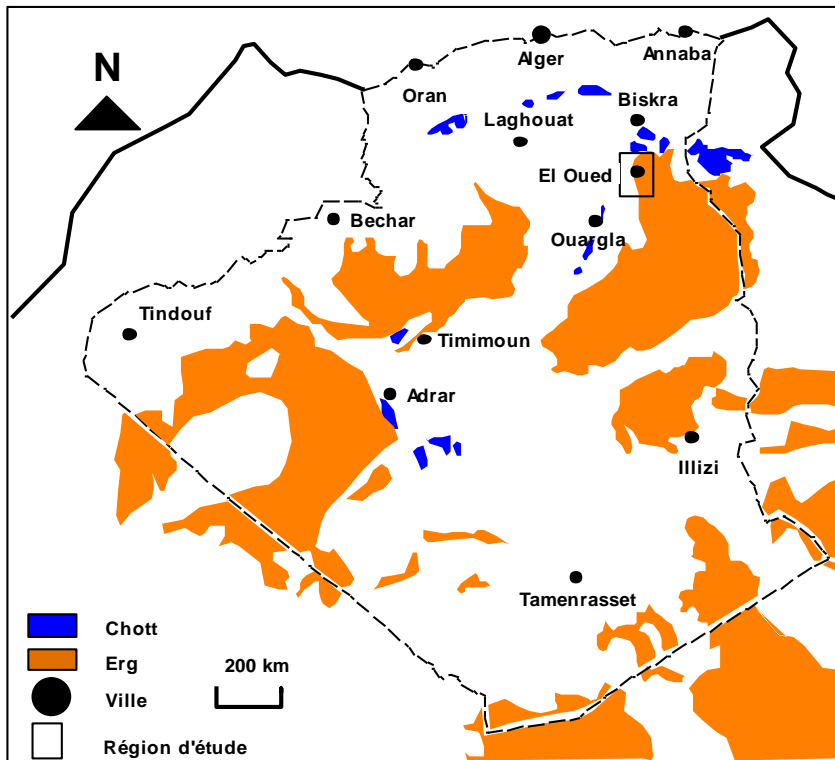 N
Alger
Annaba
Oran
Biskra
Laghouat
El Oued
Bechar
Ouargla
Tindouf
Timimoun
Adrar
Illizi
Tamenrasset
Chott
Erg
200 km
Ville
Région d'étude